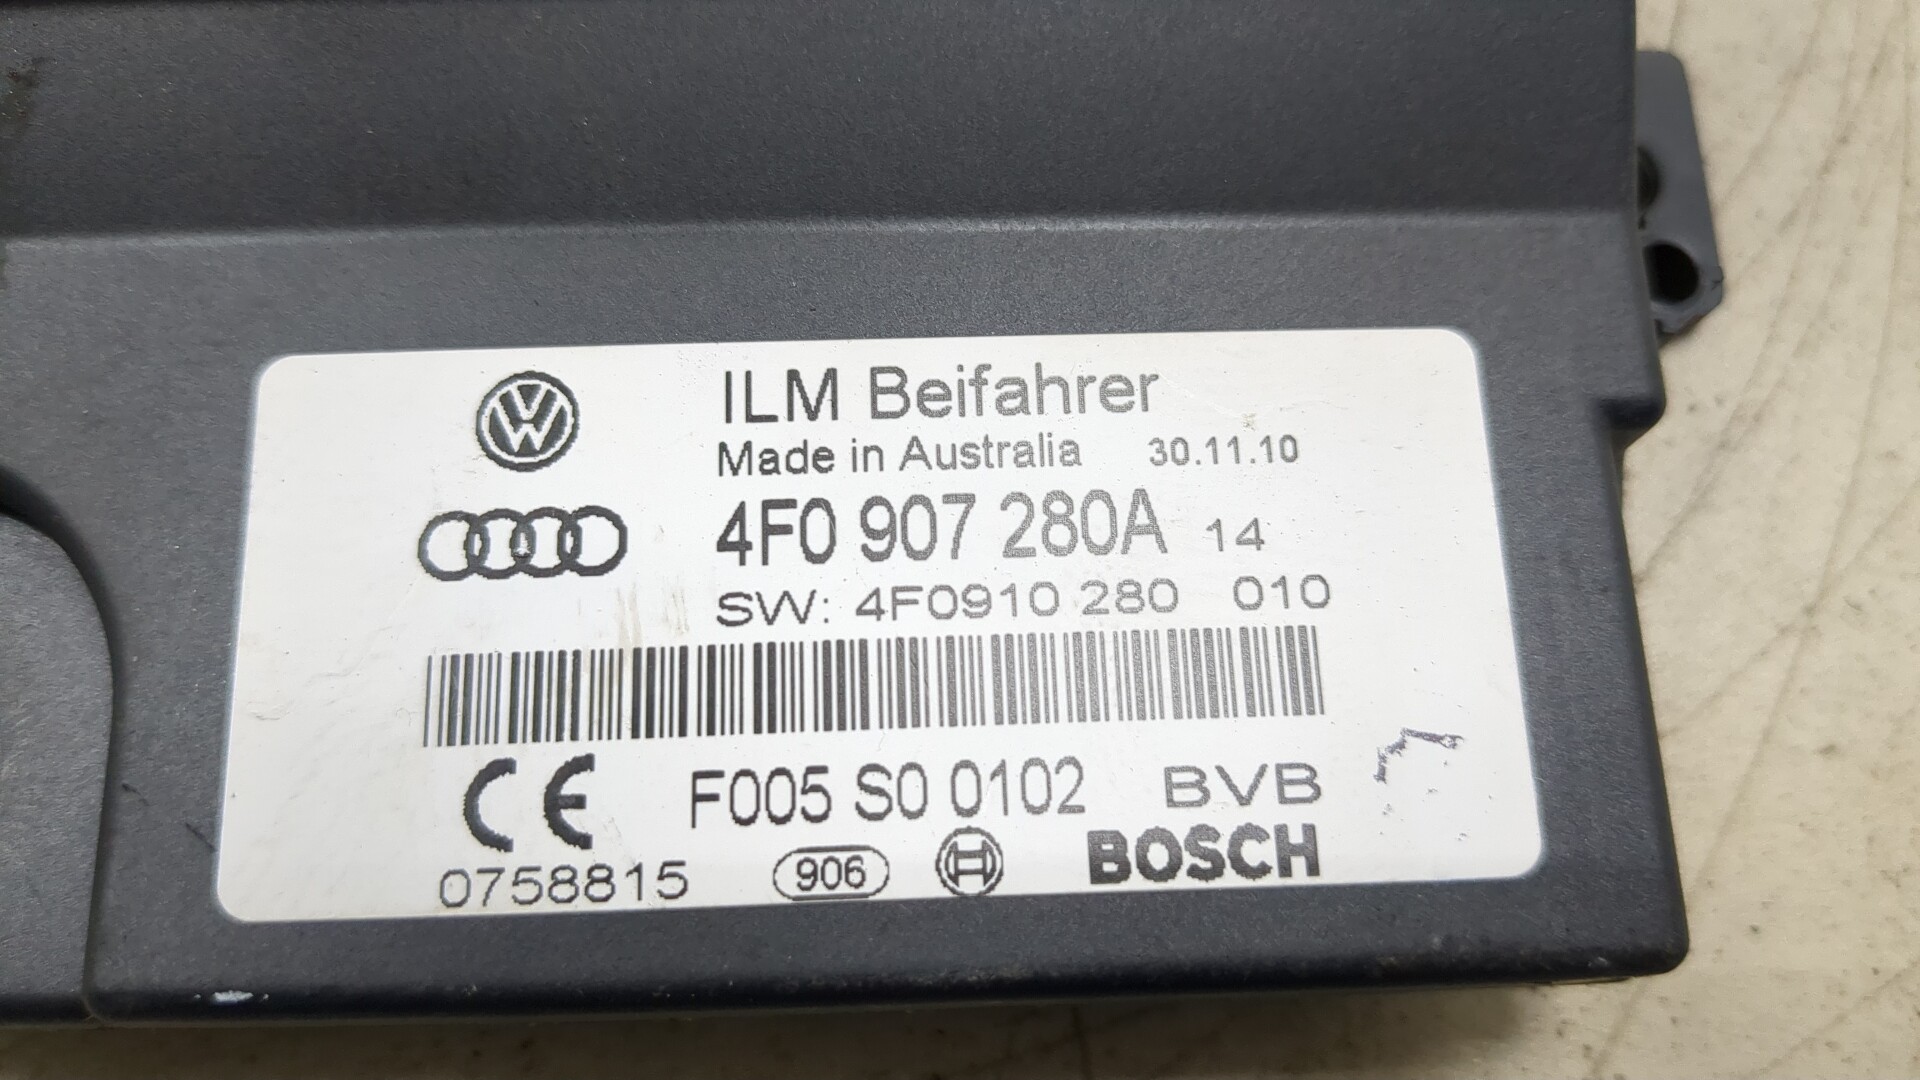 ILM Beifahrer
Made in Australia 30.11.10
4F0 907 280A 14
SW: 4F0910 280 010
CE F005 S0 0102 BVB
0758815 906 BOSCH